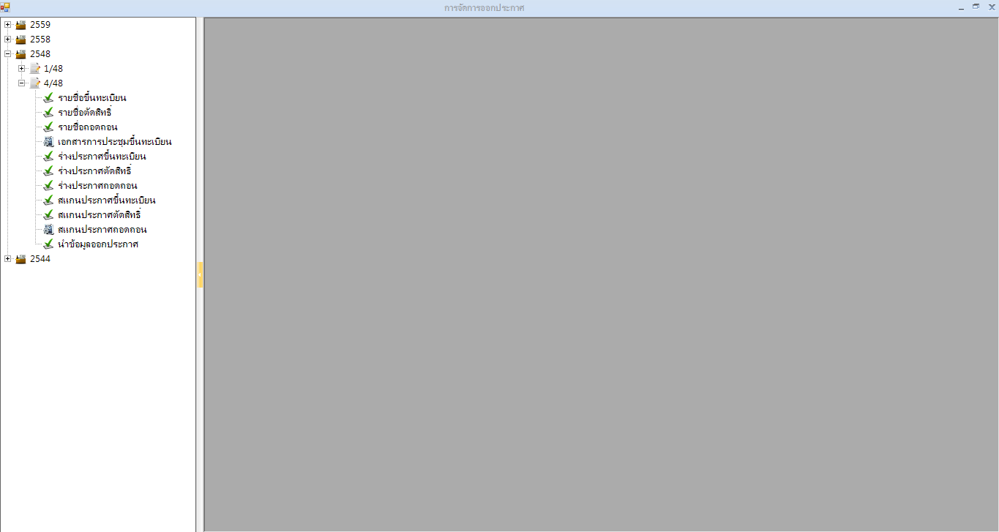 การจัดการออกประกาศ
2559
2558
2548
1/48
4/48
รายชื่อขึ้นทะเบียน
รายชื่อตัดสิทธิ์
รายชื่อถอดถอน
เอกสารการประชุมขึ้นทะเบียน
ร่างประกาศขึ้นทะเบียน
ร่างประกาศตัดสิทธิ์
ร่างประกาศถอดถอน
สแกนประกาศขึ้นทะเบียน
สแกนประกาศตัดสิทธิ์
สแกนประกาศถอดถอน
นำข้อมูลออกประกาศ
2544